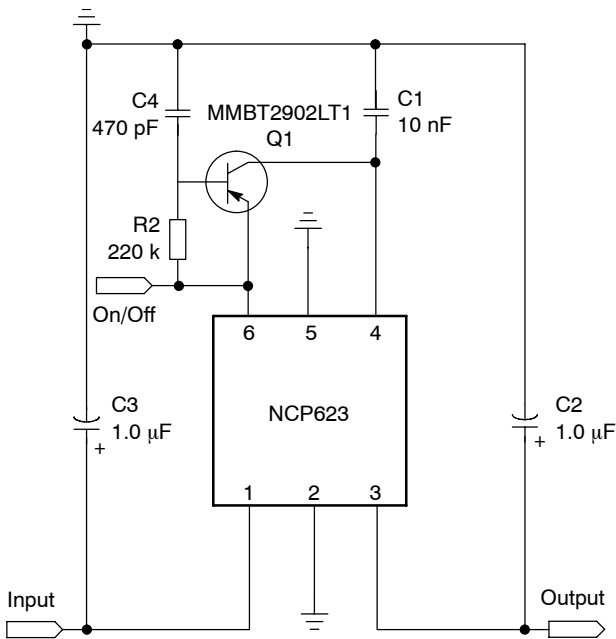 C4
470 pF
MMBT2902LT1
Q1
C1
10 nF
R2
220 k
On/Off
6
5
4
NCP623
C3
1.0 μF
+
C2
1.0 μF
+
1
2
3
Input
Output